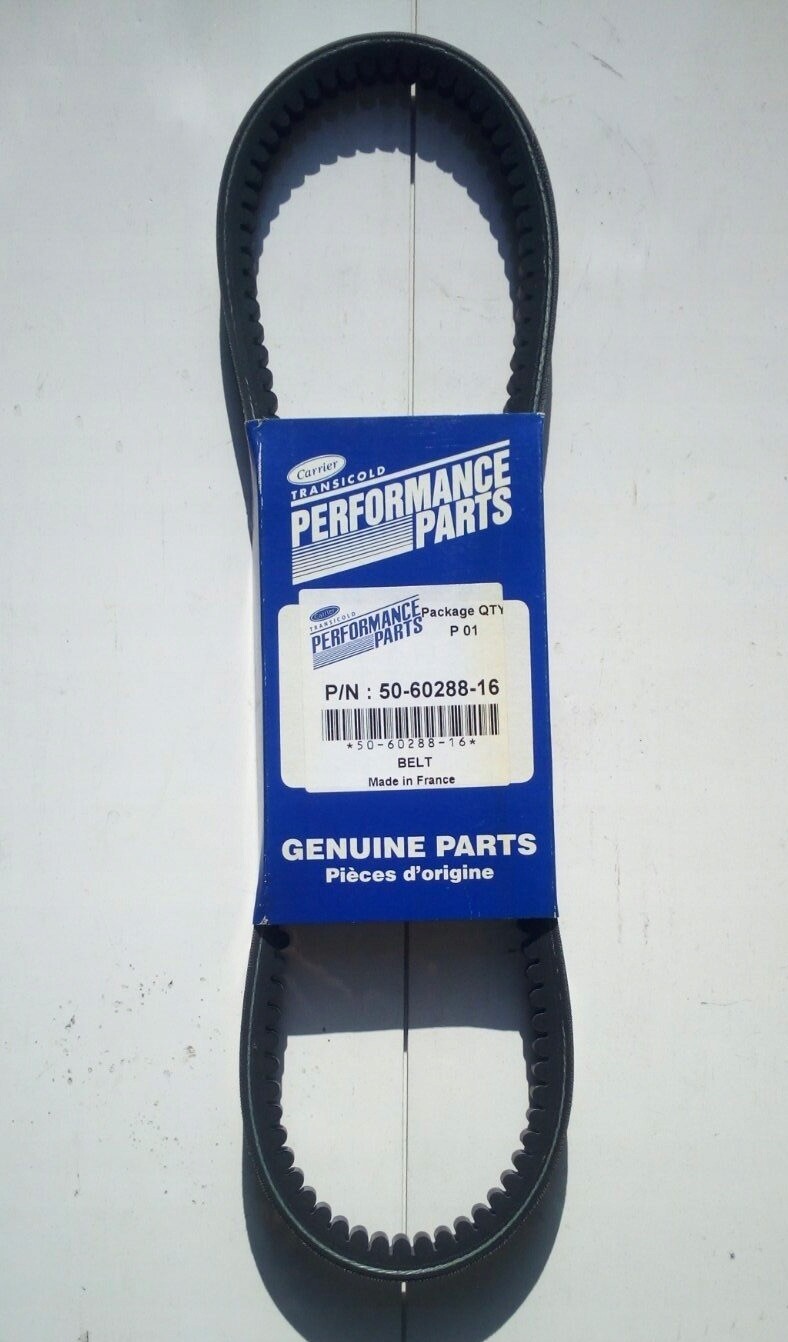 Carrier
TRANSICOLD
PERFORMANCE
PARTS
Carrier
TRANSICOLD
PERFORMANCE
PARTS
Package QTY
P 01
P/N : 50-60288-16
*50-60288-16*
BELT
Made in France
GENUINE PARTS
Pièces d'origine